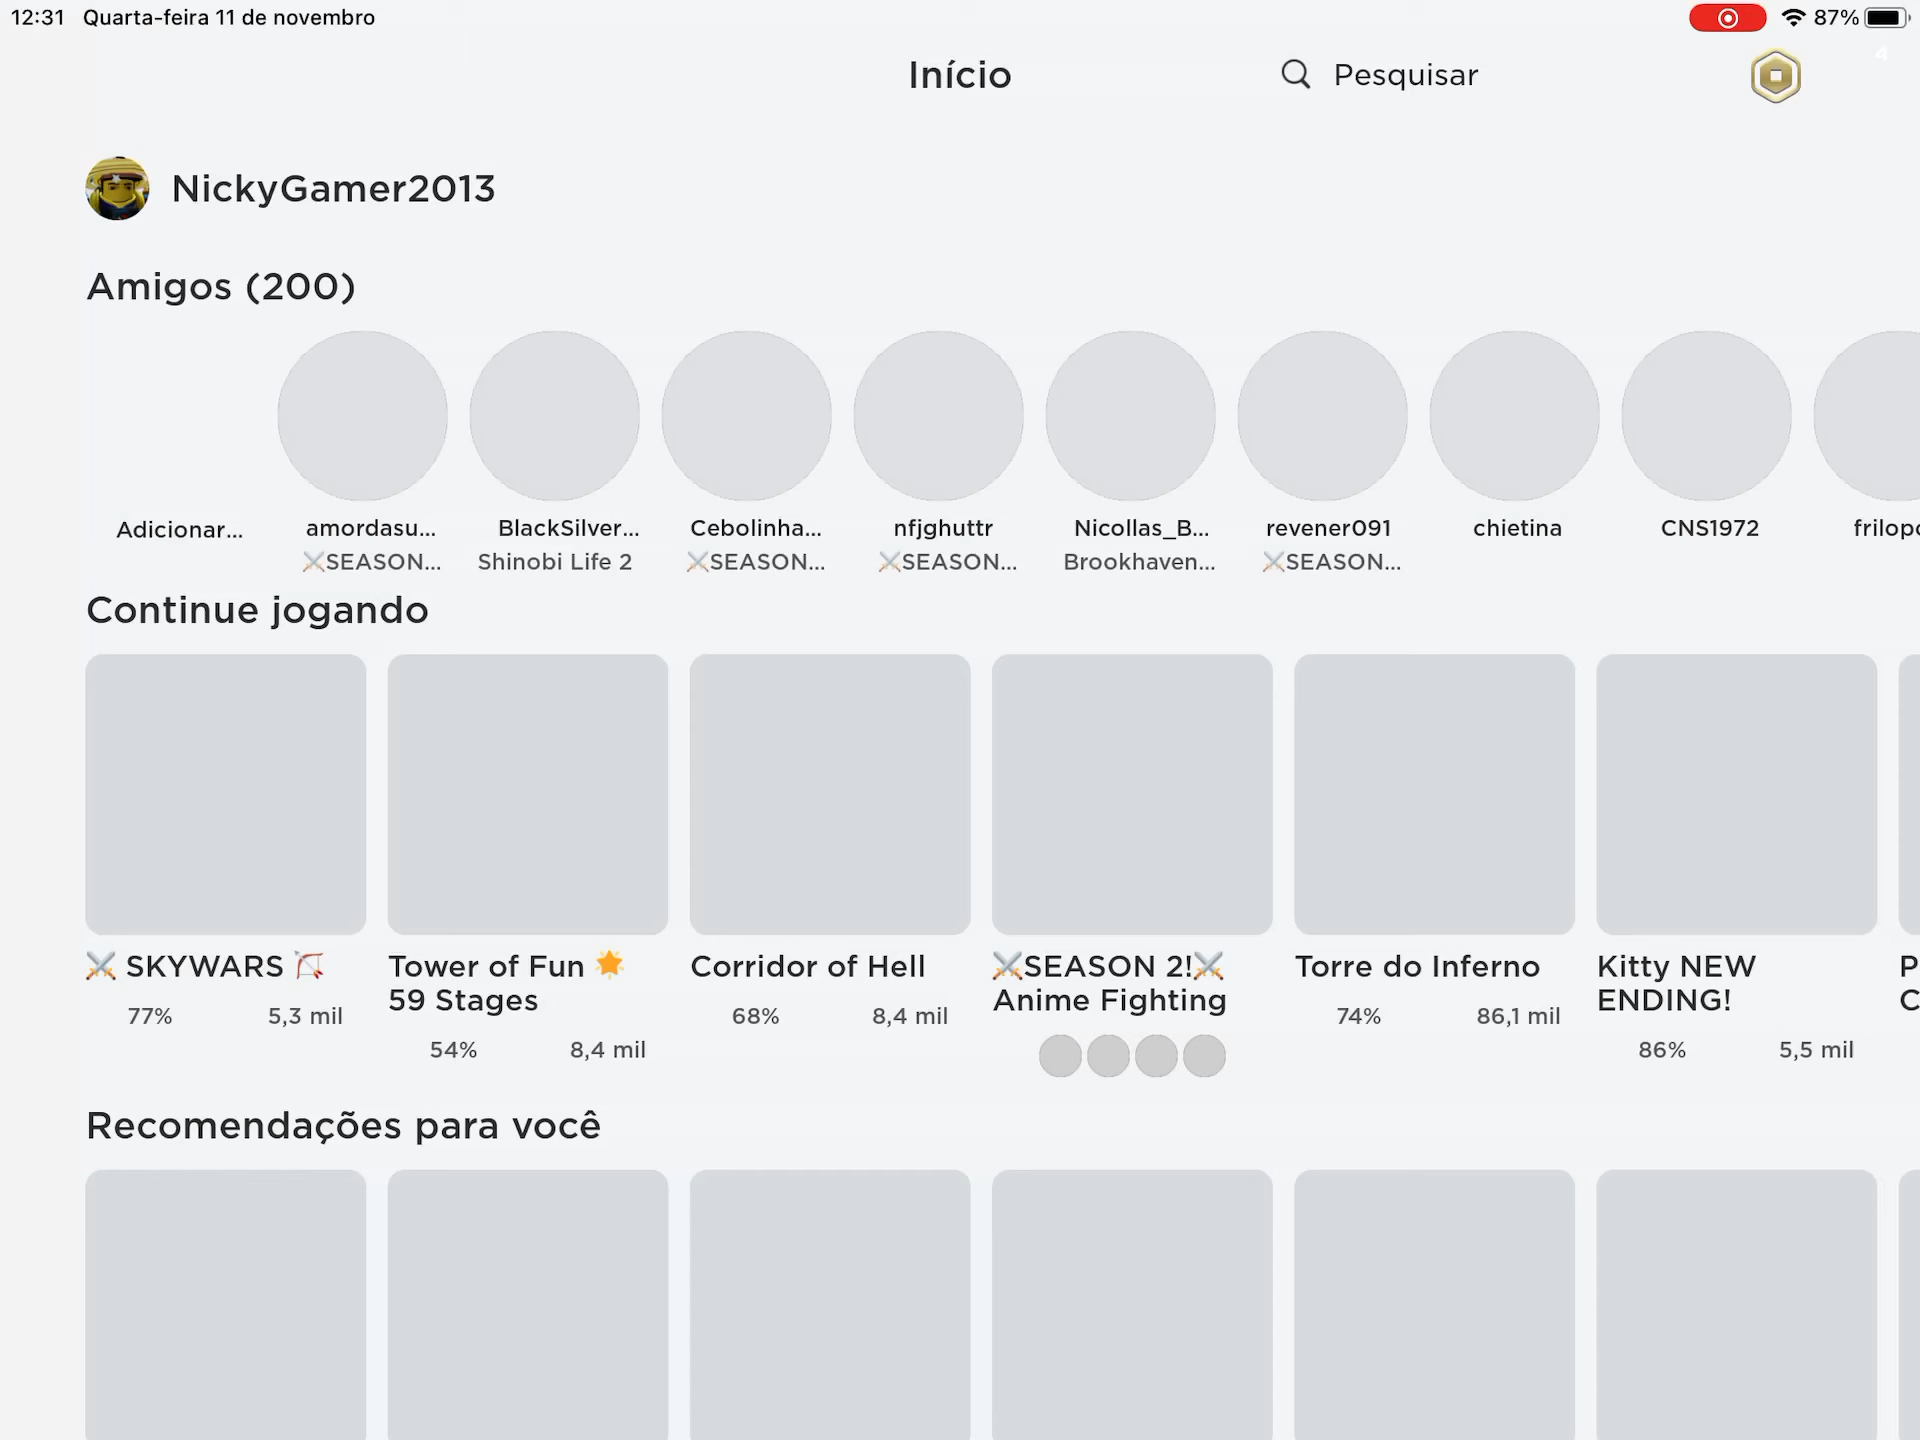 12:31 Quarta-feira 11 de novembro 87%
4
Início Pesquisar
NickyGamer2013
Amigos (200)
Adicionar... amordasu... BlackSilver... Cebolinha... nfjghuttr Nicollas_B... revener091 chietina CNS1972 frilop
⚔️SEASON... Shinobi Life 2 ⚔️SEASON... ⚔️SEASON... Brookhaven... ⚔️SEASON...
Continue jogando
⚔️ SKYWARS 🏹 Tower of Fun 🌟 Corridor of Hell ⚔️SEASON 2!⚔️ Torre do Inferno Kitty NEW P
59 Stages Anime Fighting ENDING! C
77% 5,3 mil 68% 8,4 mil 74% 86,1 mil
54% 8,4 mil 86% 5,5 mil
Recomendações para você